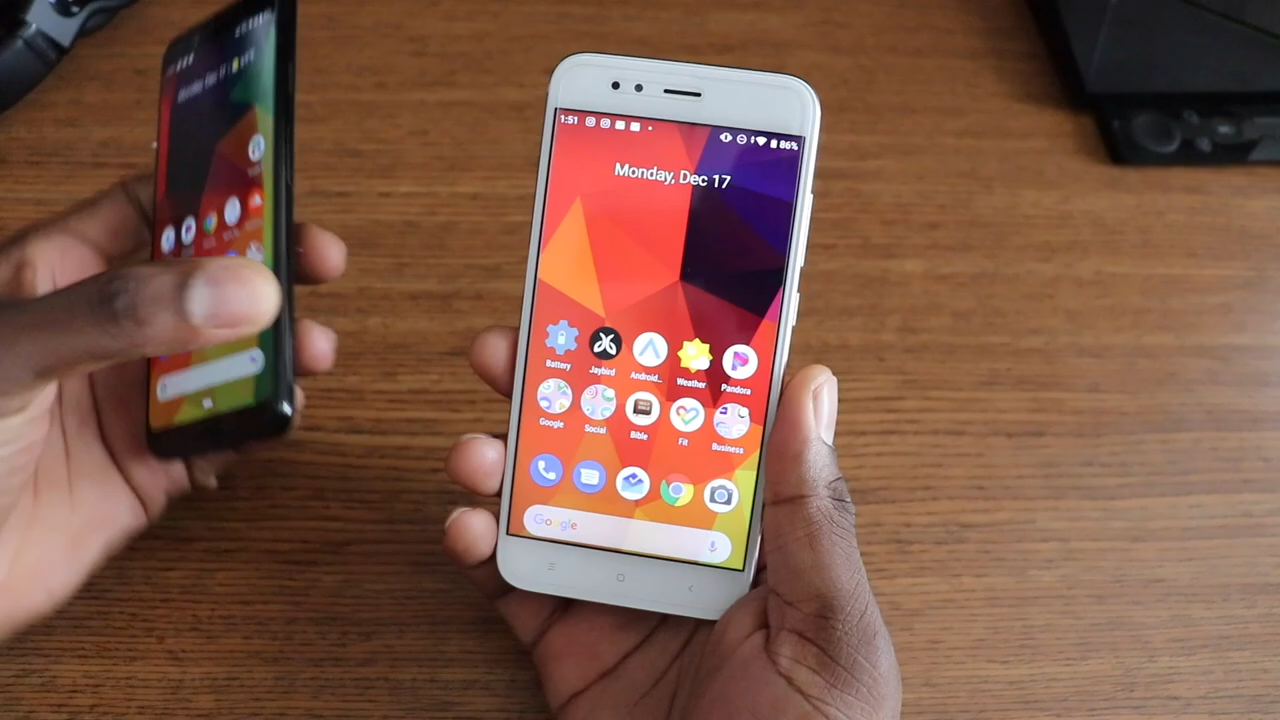 1:51 86%
Monday, Dec 17
Battery Jaybird Android... Weather Pandora
Google Social Bible Fit Business
Google